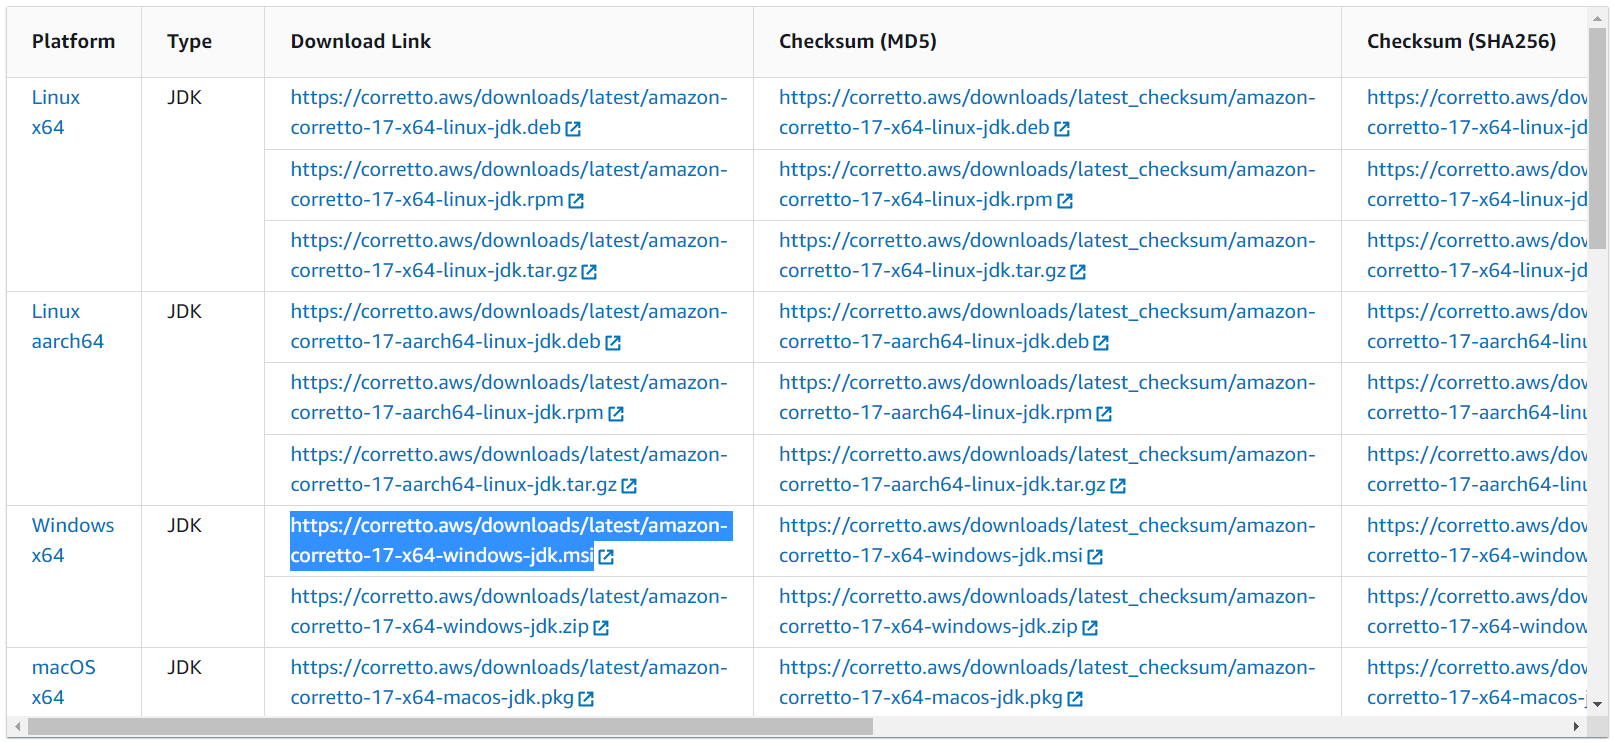 Platform Type Download Link Checksum (MD5) Checksum (SHA256)
Linux x64
JDK
https://corretto.aws/downloads/latest/amazon-
corretto-17-x64-linux-jdk.deb
https://corretto.aws/downloads/latest_checksum/amazon-
corretto-17-x64-linux-jdk.deb
https://corretto.aws/dov
corretto-17-x64-linux-jd
https://corretto.aws/downloads/latest/amazon-
corretto-17-x64-linux-jdk.rpm
https://corretto.aws/downloads/latest_checksum/amazon-
corretto-17-x64-linux-jdk.rpm
https://corretto.aws/dov
corretto-17-x64-linux-jd
https://corretto.aws/downloads/latest/amazon-
corretto-17-x64-linux-jdk.tar.gz
https://corretto.aws/downloads/latest_checksum/amazon-
corretto-17-x64-linux-jdk.tar.gz
https://corretto.aws/dov
corretto-17-x64-linux-jd
Linux
aarch64
JDK
https://corretto.aws/downloads/latest/amazon-
corretto-17-aarch64-linux-jdk.deb
https://corretto.aws/downloads/latest_checksum/amazon-
corretto-17-aarch64-linux-jdk.deb
https://corretto.aws/dov
corretto-17-aarch64-linu
https://corretto.aws/downloads/latest/amazon-
corretto-17-aarch64-linux-jdk.rpm
https://corretto.aws/downloads/latest_checksum/amazon-
corretto-17-aarch64-linux-jdk.rpm
https://corretto.aws/dov
corretto-17-aarch64-linu
https://corretto.aws/downloads/latest/amazon-
corretto-17-aarch64-linux-jdk.tar.gz
https://corretto.aws/downloads/latest_checksum/amazon-
corretto-17-aarch64-linux-jdk.tar.gz
https://corretto.aws/dov
corretto-17-aarch64-linu
Windows
x64
JDK
https://corretto.aws/downloads/latest/amazon-
corretto-17-x64-windows-jdk.msi
https://corretto.aws/downloads/latest_checksum/amazon-
corretto-17-x64-windows-jdk.msi
https://corretto.aws/dov
corretto-17-x64-window
https://corretto.aws/downloads/latest/amazon-
corretto-17-x64-windows-jdk.zip
https://corretto.aws/downloads/latest_checksum/amazon-
corretto-17-x64-windows-jdk.zip
https://corretto.aws/dov
corretto-17-x64-window
macOS
x64
JDK
https://corretto.aws/downloads/latest/amazon-
corretto-17-x64-macos-jdk.pkg
https://corretto.aws/downloads/latest_checksum/amazon-
corretto-17-x64-macos-jdk.pkg
https://corretto.aws/dov
corretto-17-x64-macos-j